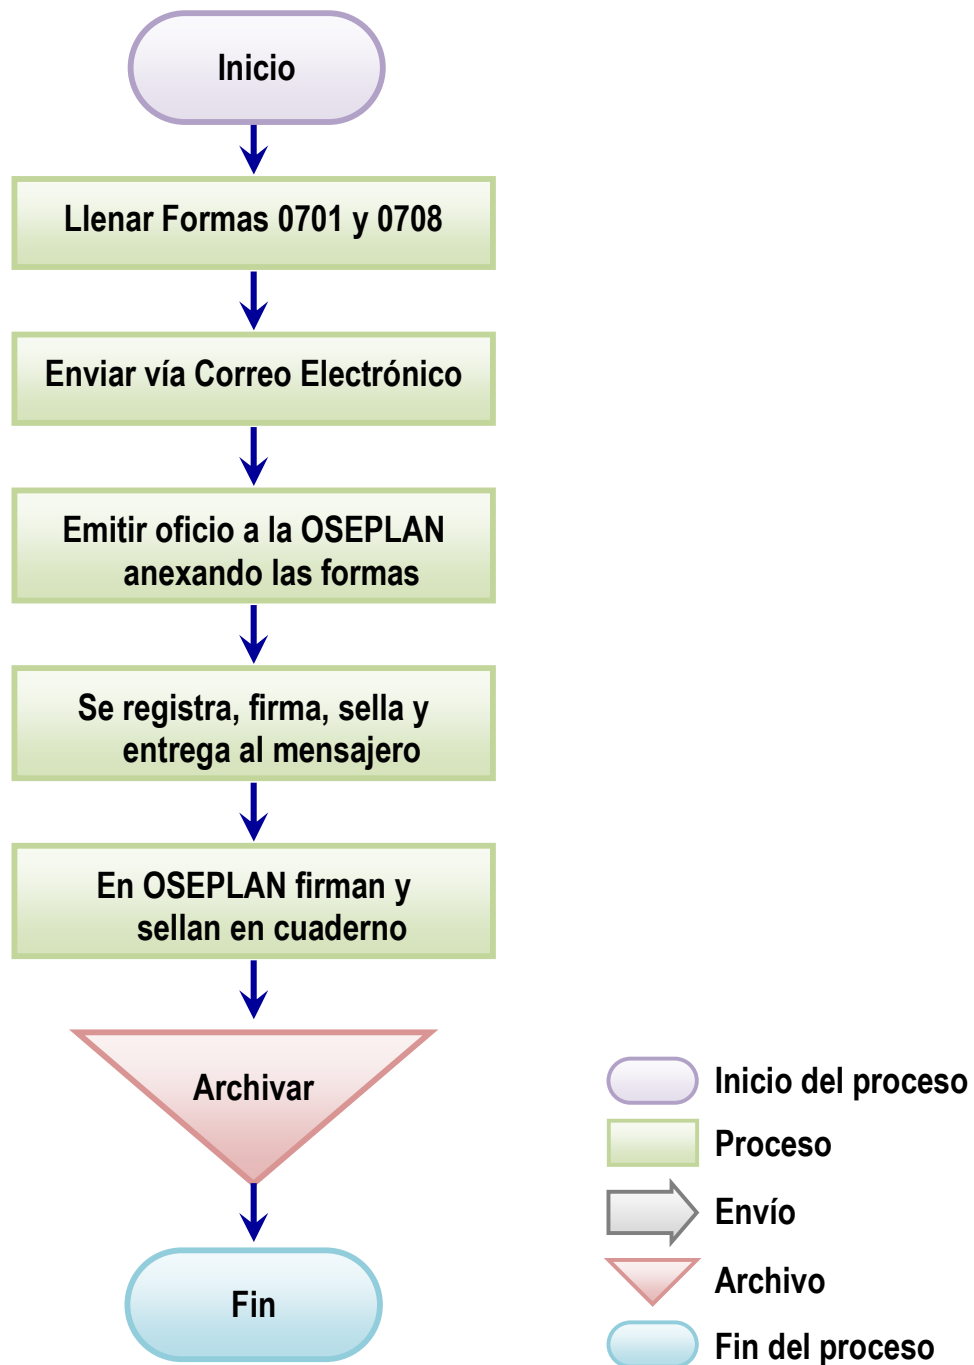 Inicio
Llenar Formas 0701 y 0708
Enviar vía Correo Electrónico
Emitir oficio a la OSEPLAN
anexando las formas
Se registra, firma, sella y
entrega al mensajero
En OSEPLAN firman y
sellan en cuaderno
Archivar
Fin
Inicio del proceso
Proceso
Envío
Archivo
Fin del proceso